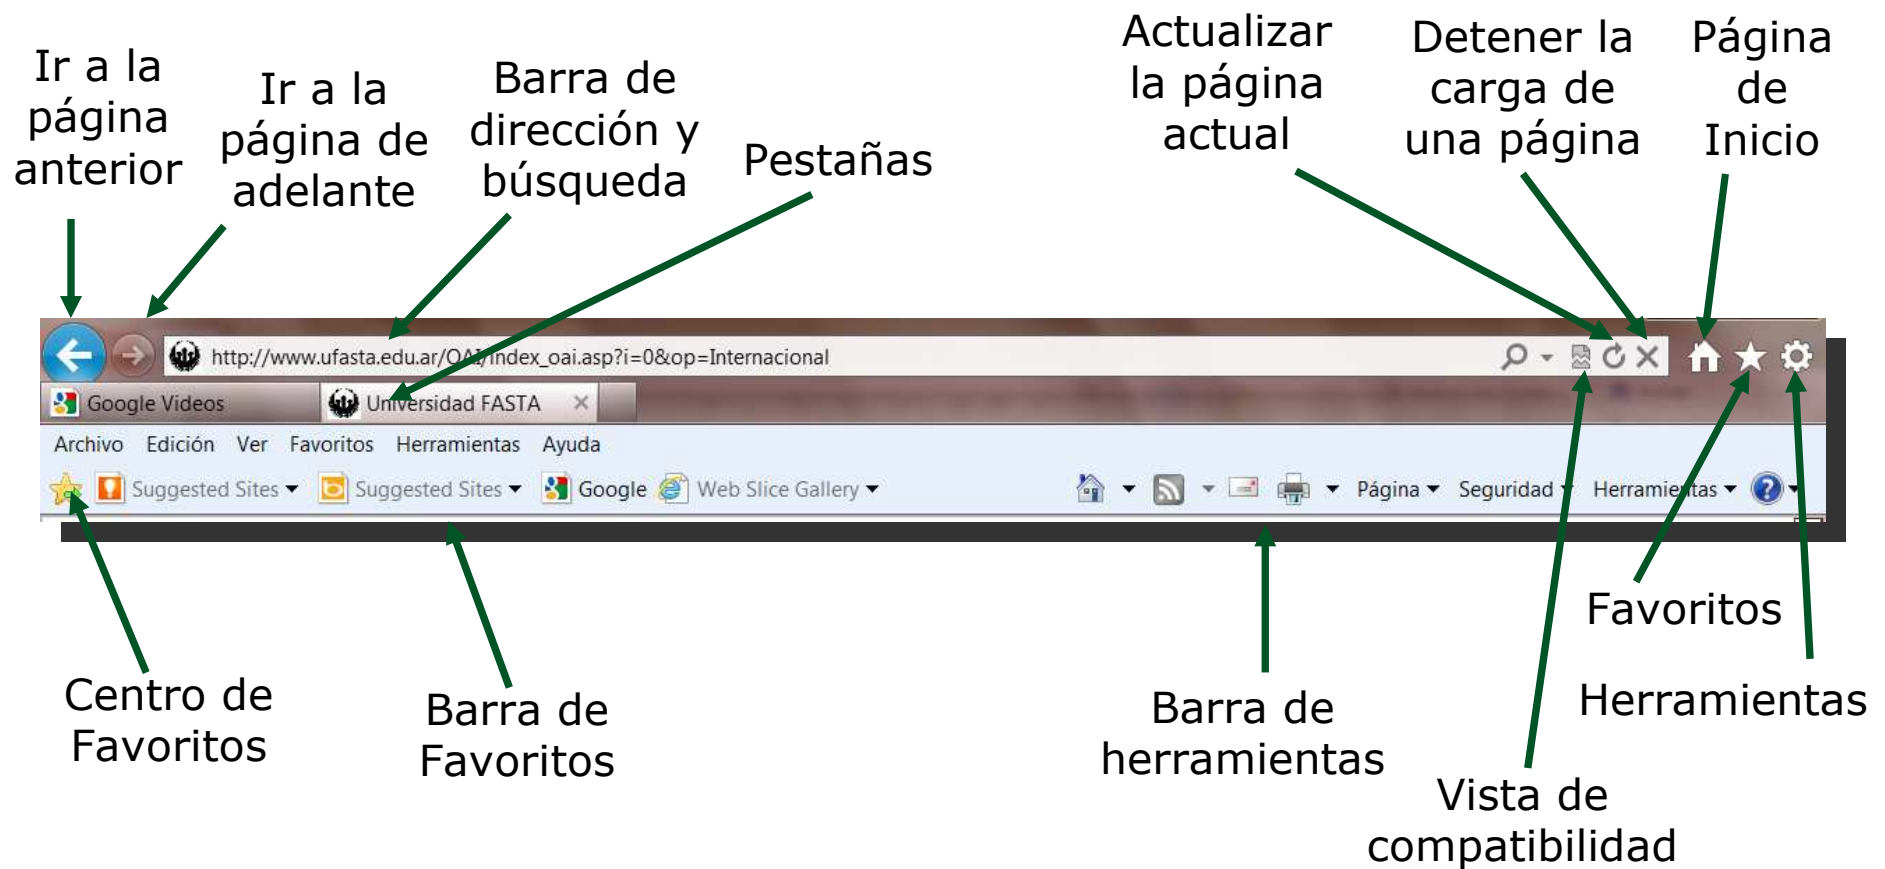 Ir a la
página
anterior
Ir a la
página de
adelante
Barra de
dirección y
búsqueda
Pestañas
Actualizar
la página
actual
Detener la
carga de
una página
Página
de
Inicio
http://www.ufasta.edu.ar/OAI/index_oai.asp?i=0&op=Internacional
Google Videos
Universidad FASTA
Archivo Edición Ver Favoritos Herramientas Ayuda
Suggested Sites Suggested Sites Google Web Slice Gallery Página Seguridad Herramientas
Favoritos
Herramientas
Centro de
Favoritos
Barra de
Favoritos
Barra de
herramientas
Vista de
compatibilidad